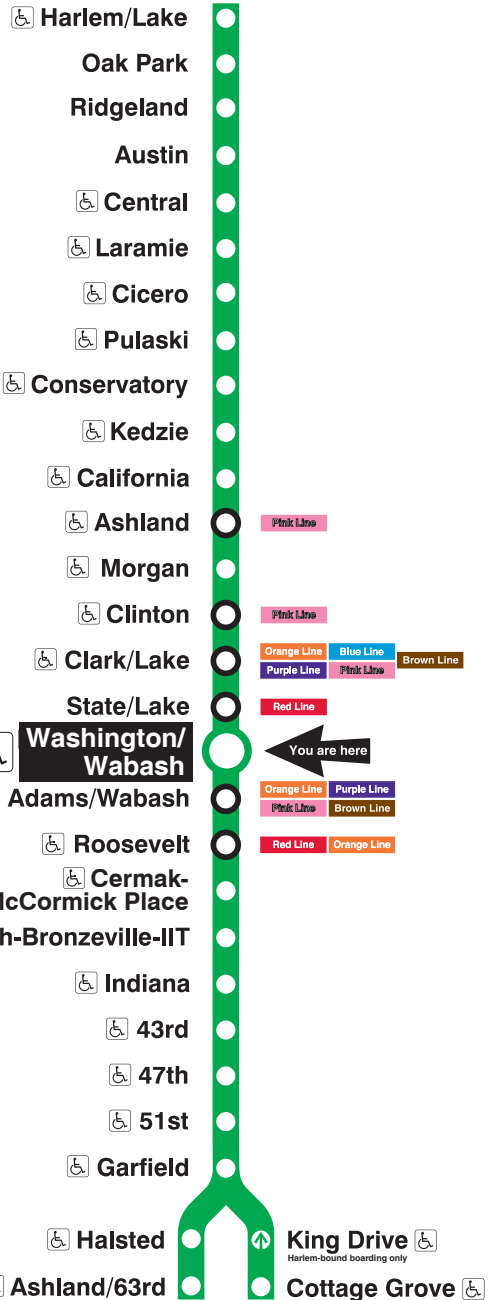 Harlem/Lake
Oak Park
Ridgeland
Austin
Central
Laramie
Cicero
Pulaski
Conservatory
Kedzie
California
Ashland
Pink Line
Morgan
Clinton
Pink Line
Clark/Lake
Orange Line Blue Line
Brown Line
Purple Line Pink Line
State/Lake
Red Line
Washington/
Wabash
You are here
Adams/Wabash
Orange Line Purple Line
Pink Line Brown Line
Roosevelt
Red Line Orange Line
Cermak-
cCormick Place
h-Bronzeville-IIT
Indiana
43rd
47th
51st
Garfield
Halsted
King Drive
Harlem-bound boarding only
Ashland/63rd
Cottage Grove